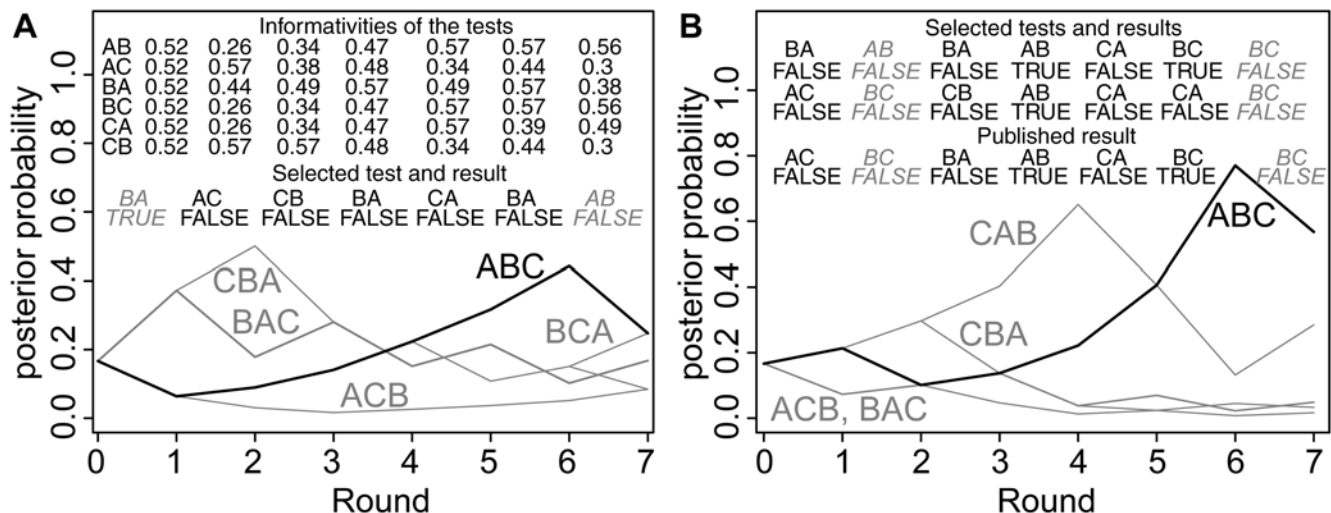 A
Informativities of the tests
AB 0.52 0.26 0.34 0.47 0.57 0.57 0.56
AC 0.52 0.57 0.38 0.48 0.34 0.44 0.3
BA 0.52 0.44 0.49 0.57 0.49 0.57 0.38
BC 0.52 0.26 0.34 0.47 0.57 0.57 0.56
CA 0.52 0.26 0.34 0.47 0.57 0.39 0.49
CB 0.52 0.57 0.57 0.48 0.34 0.44 0.3
Selected test and result
BA AC CB BA CA BA AB
TRUE FALSE FALSE FALSE FALSE FALSE FALSE
posterior probability
1.0
0.8
0.6
0.4
0.2
0.0
CBA
BAC
ABC
BCA
ACB
0 1 2 3 4 5 6 7
Round
B
Selected tests and results
BA AB BA AB CA BC BC
FALSE FALSE FALSE TRUE FALSE TRUE FALSE
AC BC CB AB CA CA BC
FALSE FALSE FALSE TRUE FALSE FALSE FALSE
Published result
AC BC BA AB CA BC BC
FALSE FALSE FALSE TRUE FALSE TRUE FALSE
posterior probability
1.0
0.8
0.6
0.4
0.2
0.0
CAB
ABC
CBA
ACB, BAC
0 1 2 3 4 5 6 7
Round